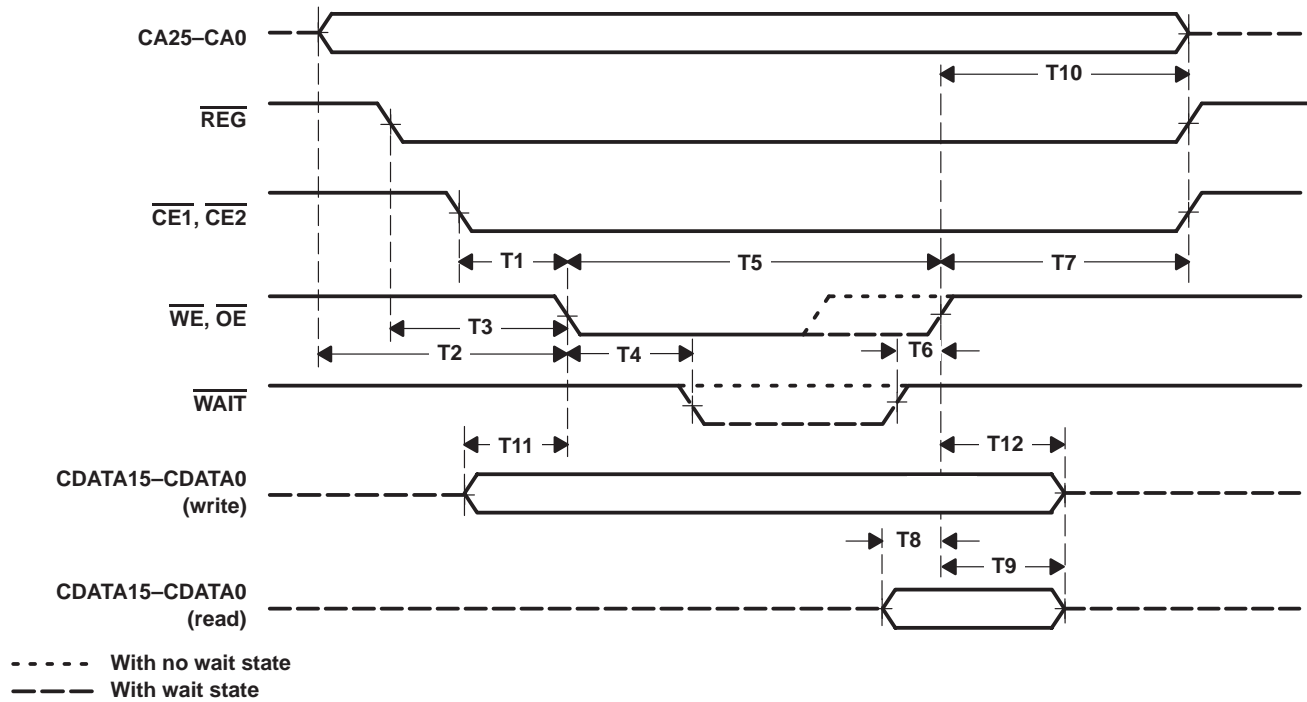 CA25–CA0
T10
REG
CE1, CE2
T1
T5
T7
WE, OE
T3
T2
T4
T6
WAIT
T11
T12
CDATA15–CDATA0
(write)
T8
T9
CDATA15–CDATA0
(read)
With no wait state
With wait state